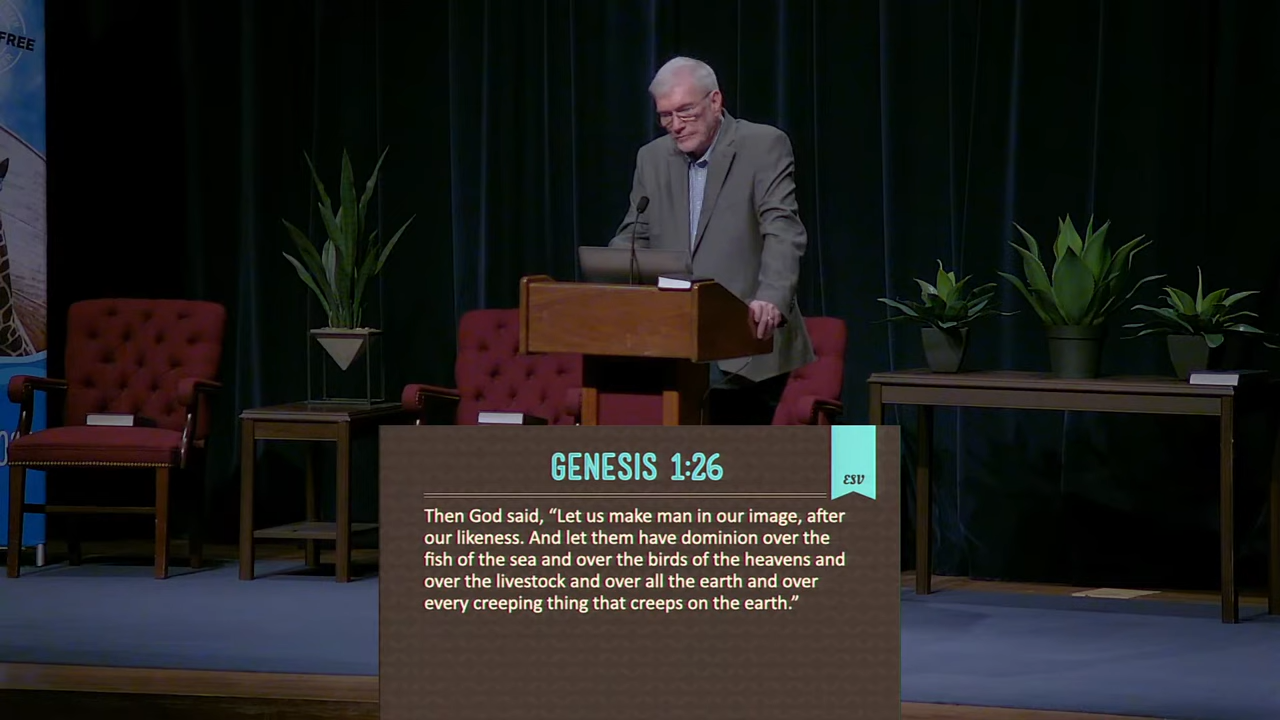 FREE
GENESIS 1:26
ESV
Then God said, “Let us make man in our image, after
our likeness. And let them have dominion over the
fish of the sea and over the birds of the heavens and
over the livestock and over all the earth and over
every creeping thing that creeps on the earth.”